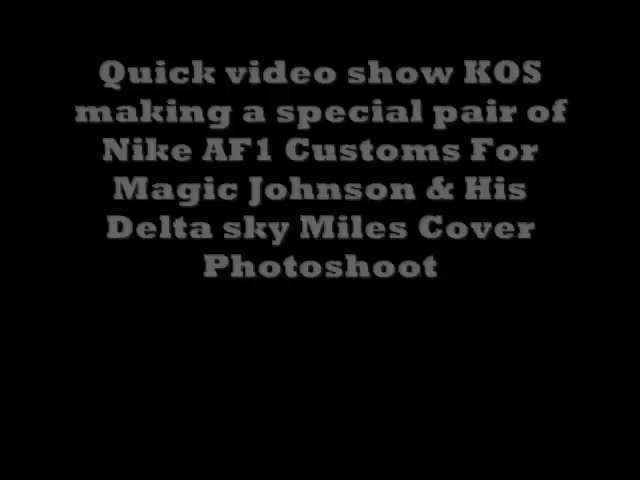 Quick video show KOS
making a special pair of
Nike AF1 Customs For
Magic Johnson & His
Delta sky Miles Cover
Photoshoot